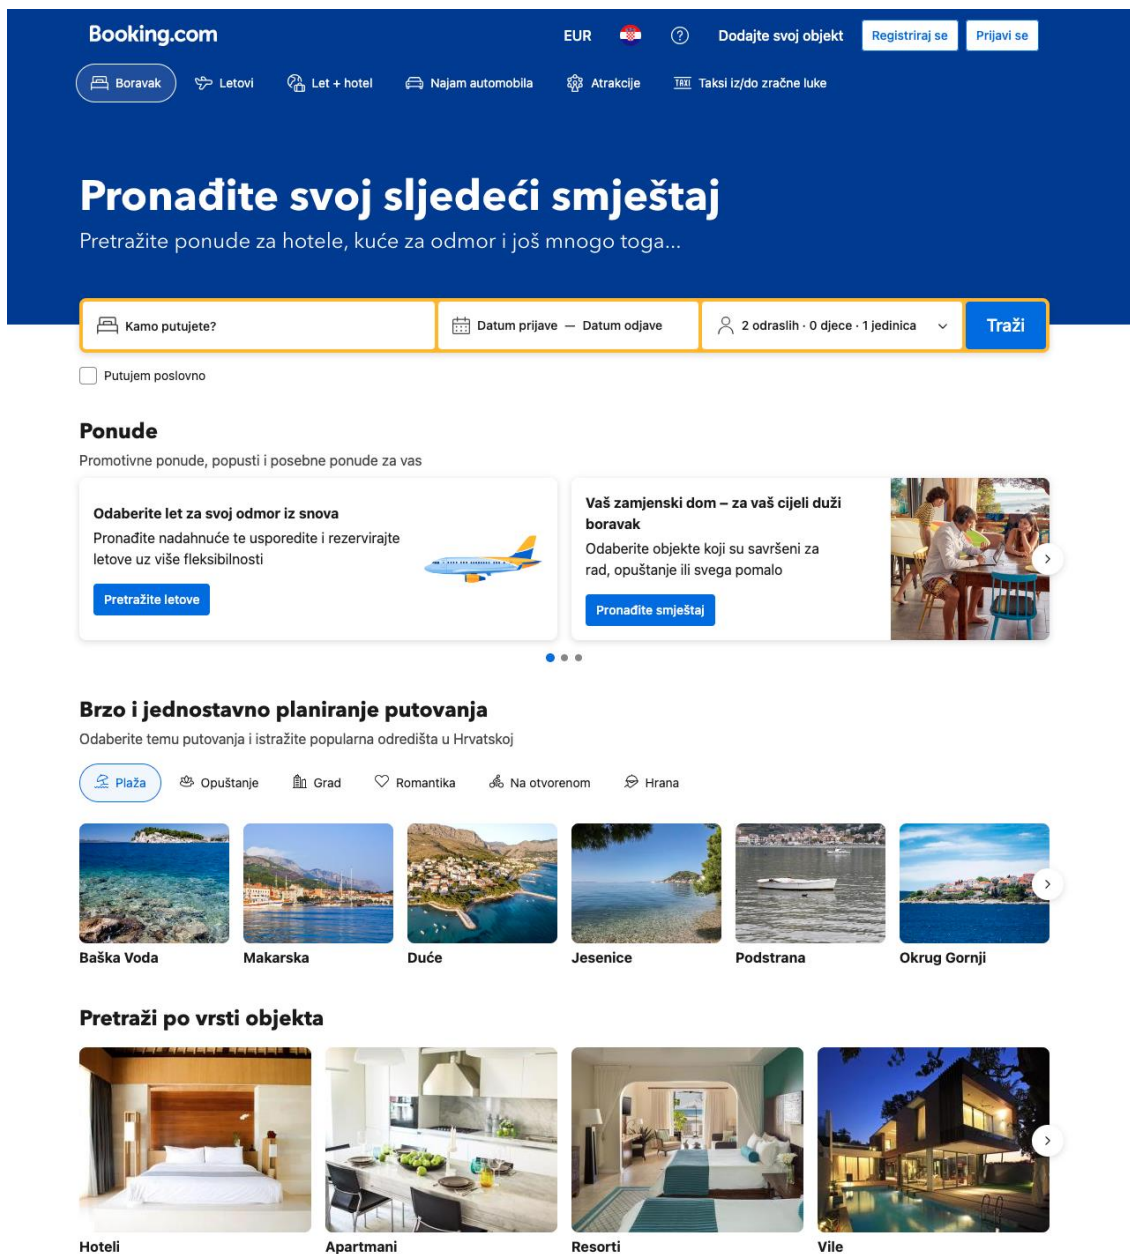 Booking.com
EUR
Dodajte svoj objekt
Registriraj se
Prijavi se
Boravak
Letovi
Let + hotel
Najam automobila
Atrakcije
TAXI
Taksi iz/do zračne luke
Pronađite svoj sljedeći smještaj
Pretražite ponude za hotele, kuće za odmor i još mnogo toga...
Kamo putujete?
Datum prijave — Datum odjave
2 odraslih · 0 djece · 1 jedinica
Traži
Putujem poslovno
Ponude
Promotivne ponude, popusti i posebne ponude za vas
Odaberite let za svoj odmor iz snova
Pronađite nadahnuće te usporedite i rezervirajte
letove uz više fleksibilnosti
Pretražite letove
Vaš zamjenski dom – za vaš cijeli duži
boravak
Odaberite objekte koji su savršeni za
rad, opuštanje ili svega pomalo
Pronađite smještaj
Brzo i jednostavno planiranje putovanja
Odaberite temu putovanja i istražite popularna odredišta u Hrvatskoj
Plaža
Opuštanje
Grad
Romantika
Na otvorenom
Hrana
Baška Voda
Makarska
Duće
Jesenice
Podstrana
Okrug Gornji
Pretraži po vrsti objekta
Hoteli
Apartmani
Resorti
Vile